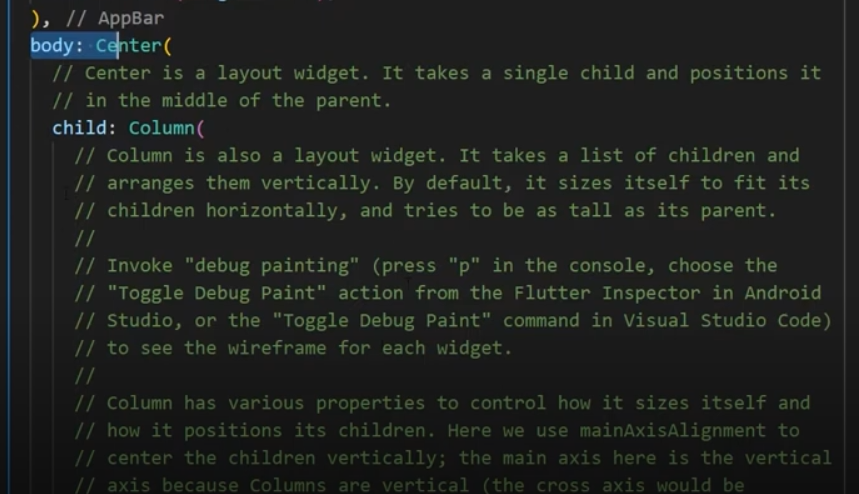 ), // AppBar
body: Center(
// Center is a layout widget. It takes a single child and positions it
// in the middle of the parent.
child: Column(
// Column is also a layout widget. It takes a list of children and
// arranges them vertically. By default, it sizes itself to fit its
// children horizontally, and tries to be as tall as its parent.
//
// Invoke "debug painting" (press "p" in the console, choose the
// "Toggle Debug Paint" action from the Flutter Inspector in Android
// Studio, or the "Toggle Debug Paint" command in Visual Studio Code)
// to see the wireframe for each widget.
//
// Column has various properties to control how it sizes itself and
// how it positions its children. Here we use mainAxisAlignment to
// center the children vertically; the main axis here is the vertical
// axis because Columns are vertical (the cross axis would be